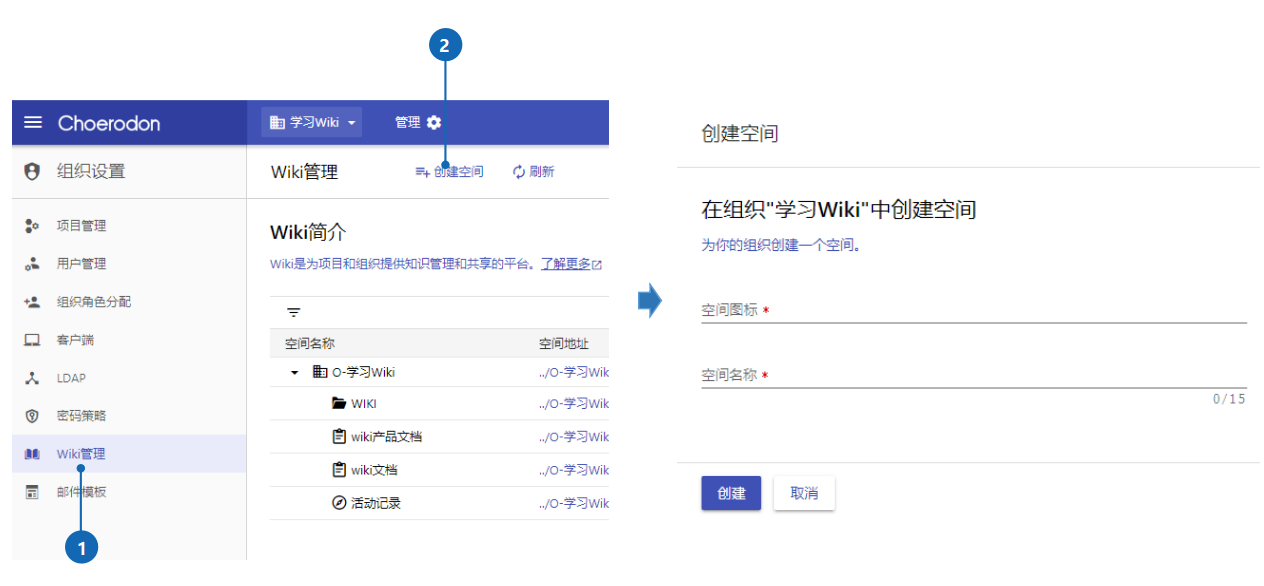 2
Choerodon
学习Wiki
管理
组织设置
Wiki管理
创建空间
刷新
项目管理
用户管理
组织角色分配
客户端
LDAP
密码策略
Wiki管理
邮件模板
1
Wiki简介
Wiki是为项目和组织提供知识管理和共享的平台。了解更多
空间名称 空间地址
O-学习Wiki ../O-学习Wik
WIKI ../O-学习Wik
wiki产品文档 ../O-学习Wik
wiki文档 ../O-学习Wik
活动记录 ../O-学习Wik
创建空间
在组织"学习Wiki"中创建空间
为你的组织创建一个空间。
空间图标 *
空间名称 *
0/15
创建 取消